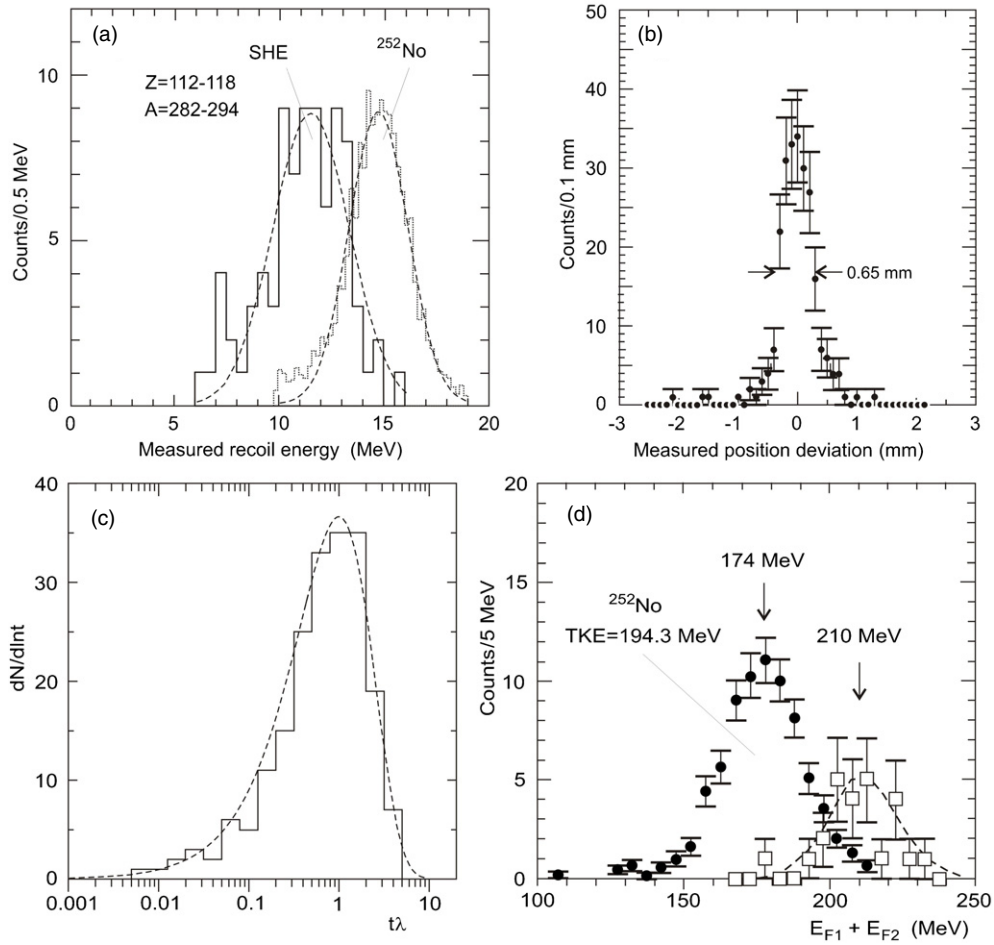 (a)
SHE
252No
Z=112-118
A=282-294
10
5
0
Counts/0.5 MeV
0 5 10 15 20
Measured recoil energy (MeV)
(b)
50
40
30
20
10
0
Counts/0.1 mm
0.65 mm
-3 -2 -1 0 1 2 3
Measured position deviation (mm)
(c)
40
30
20
10
0
dN/dlnt
0.001 0.01 0.1 1 10
tλ
(d)
20
15
10
5
0
Counts/5 MeV
174 MeV
252No
TKE=194.3 MeV
210 MeV
100 150 200 250
EF1 + EF2 (MeV)